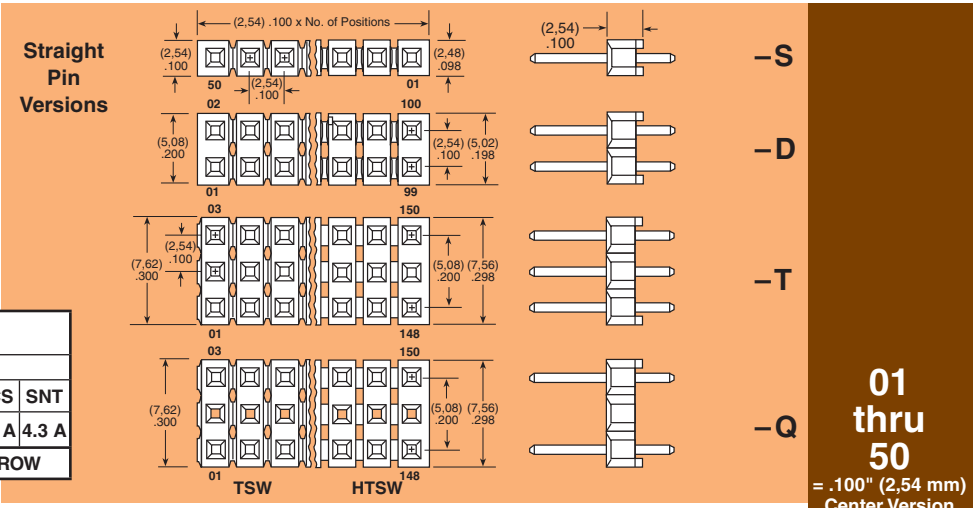 Straight
Pin
Versions
(2,54) .100 x No. of Positions
(2,54)
.100
(2,48)
.098
50
(2,54)
.100
01
(2,54)
.100
–S
02
100
(5,08)
.200
(2,54)
.100
(5,02)
.198
01
99
–D
03
150
(2,54)
.100
(7,62)
.300
(5,08)
.200
(7,56)
.298
01
148
–T
03
150
(7,62)
.300
(5,08)
.200
(7,56)
.298
01
148
–Q
TSW
HTSW
S SNT
A 4.3 A
ROW
01
thru
50
= .100" (2,54 mm)
Center Version